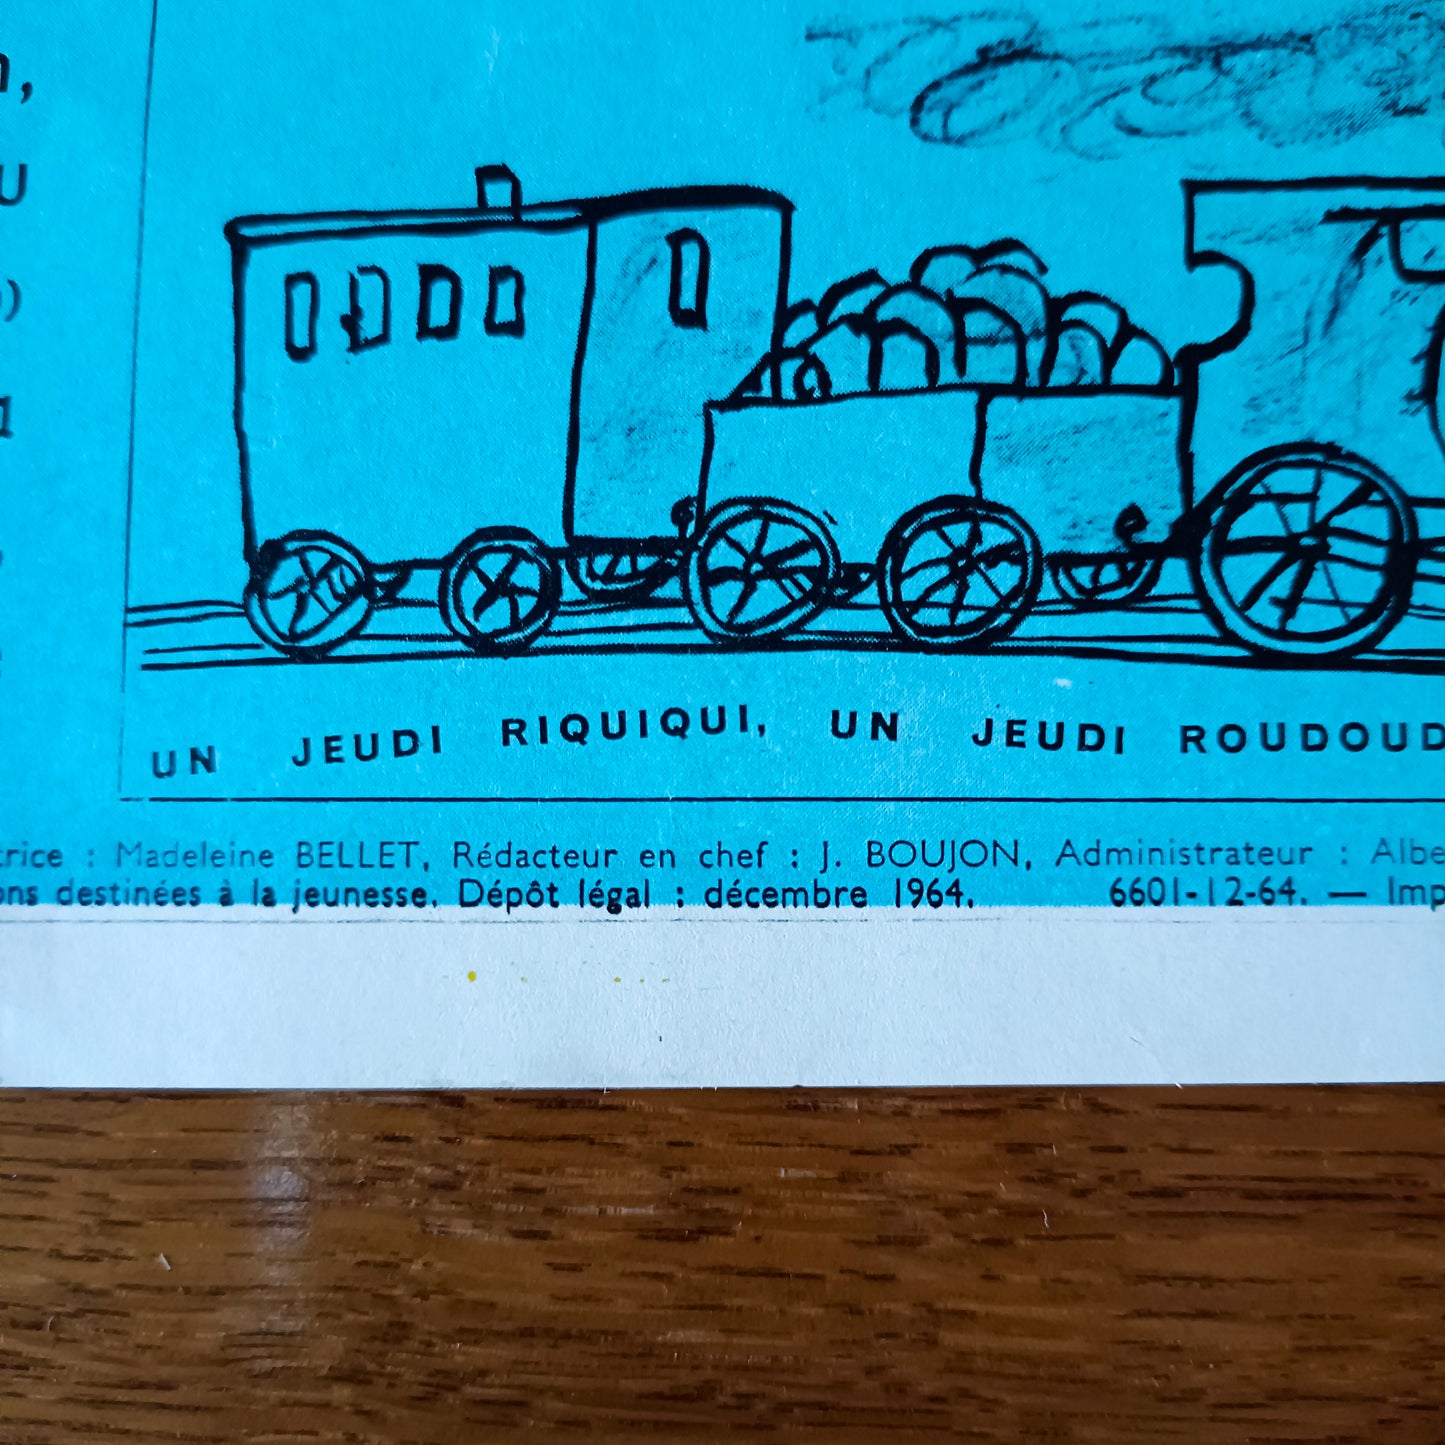 UN JEUDI RIQUIQUI, UN JEUDI ROUDOUD
rice : Madeleine BELLET, Rédacteur en chef : J. BOUJON, Administrateur : Albe
ons destinées à la jeunesse. Dépôt légal : décembre 1964. 6601-12-64. — Imp